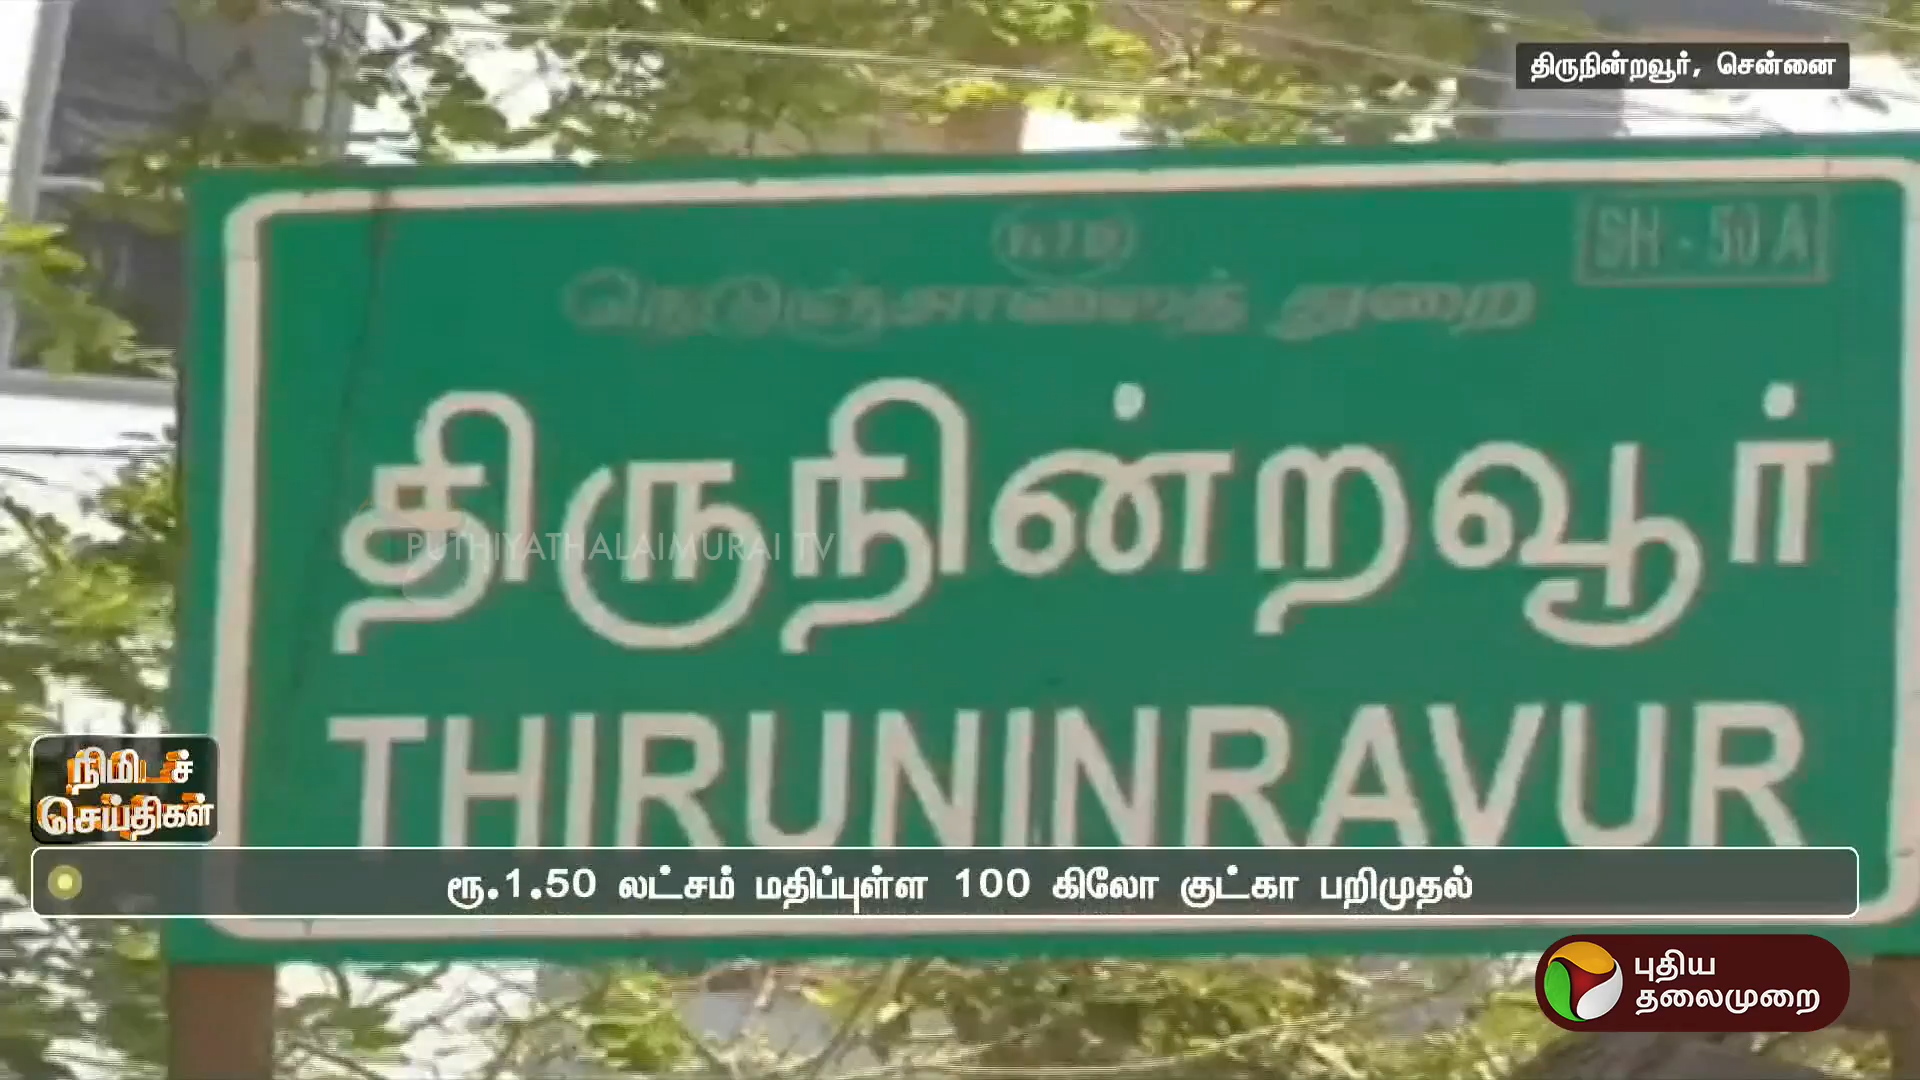 திருநின்றவூர், சென்னை
SH - 50 A
நெடுஞ்சாலைத் துறை
திருநின்றவூர்
PUTHIYATHALAIMURAI TV
THIRUNINRAVUR
நிமிடச்
செய்திகள்
ரூ.1.50 லட்சம் மதிப்புள்ள 100 கிலோ குட்கா பறிமுதல்
புதிய
தலைமுறை